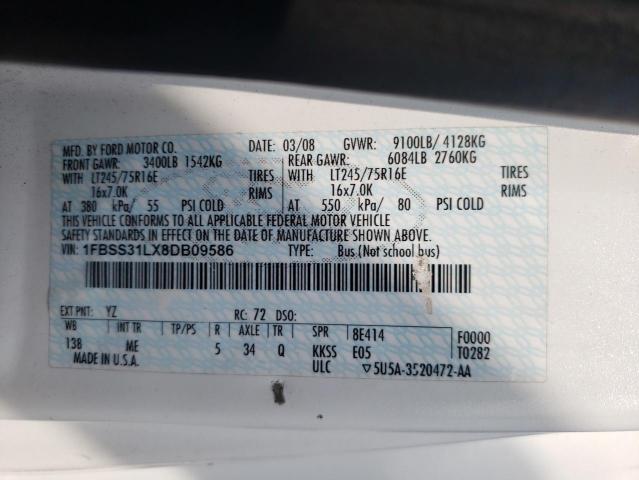 MFD. BY FORD MOTOR CO. DATE: 03/08 GVWR: 9100LB/ 4128KG
FRONT GAWR: 3400LB 1542KG REAR GAWR: 6084LB 2760KG
WITH LT245/75R16E TIRES WITH LT245/75R16E TIRES
16x7.0K RIMS 16x7.0K RIMS
AT 380 kPa/ 55 PSI COLD AT 550 kPa/ 80 PSI COLD
THIS VEHICLE CONFORMS TO ALL APPLICABLE FEDERAL MOTOR VEHICLE
SAFETY STANDARDS IN EFFECT ON THE DATE OF MANUFACTURE SHOWN ABOVE.
VIN: 1FBSS31LX8DB09586 TYPE: Bus (Not school bus)
EXT PNT: YZ RC: 72 DSO:
WB INT TR TP/PS R AXLE TR SPR 8E414 F0000
138 ME 5 34 Q KKSS E05 T0282
MADE IN U.S.A. ULC ▽5U5A-3520472-AA